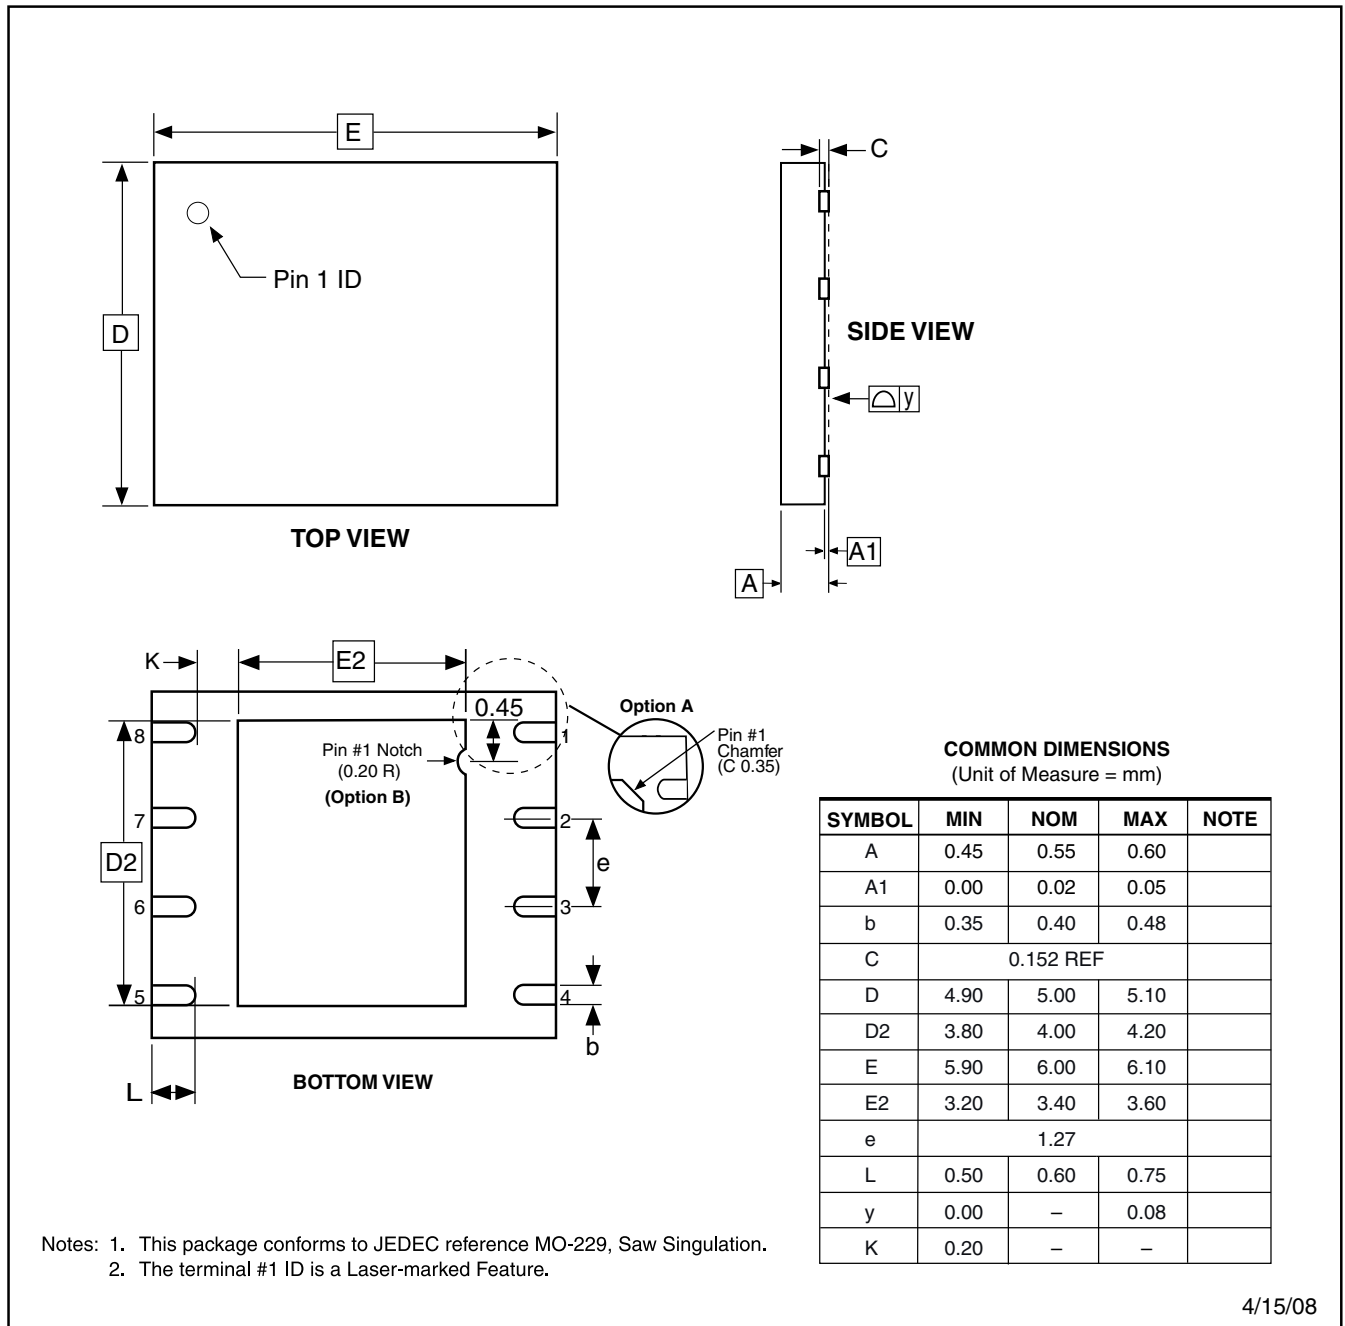 E
C
Pin 1 ID
D
SIDE VIEW
y
TOP VIEW
A1
A
K
E2
0.45
Option A
8
1
Pin #1 Notch
(0.20 R)
(Option B)
Pin #1
Chamfer
(C 0.35)
7
2
D2
e
6
3
5
4
b
L
BOTTOM VIEW
COMMON DIMENSIONS
(Unit of Measure = mm)
SYMBOL MIN NOM MAX NOTE
A 0.45 0.55 0.60
A1 0.00 0.02 0.05
b 0.35 0.40 0.48
C 0.152 REF
D 4.90 5.00 5.10
D2 3.80 4.00 4.20
E 5.90 6.00 6.10
E2 3.20 3.40 3.60
e 1.27
L 0.50 0.60 0.75
y 0.00 – 0.08
K 0.20 – –
Notes: 1. This package conforms to JEDEC reference MO-229, Saw Singulation.
2. The terminal #1 ID is a Laser-marked Feature.
4/15/08